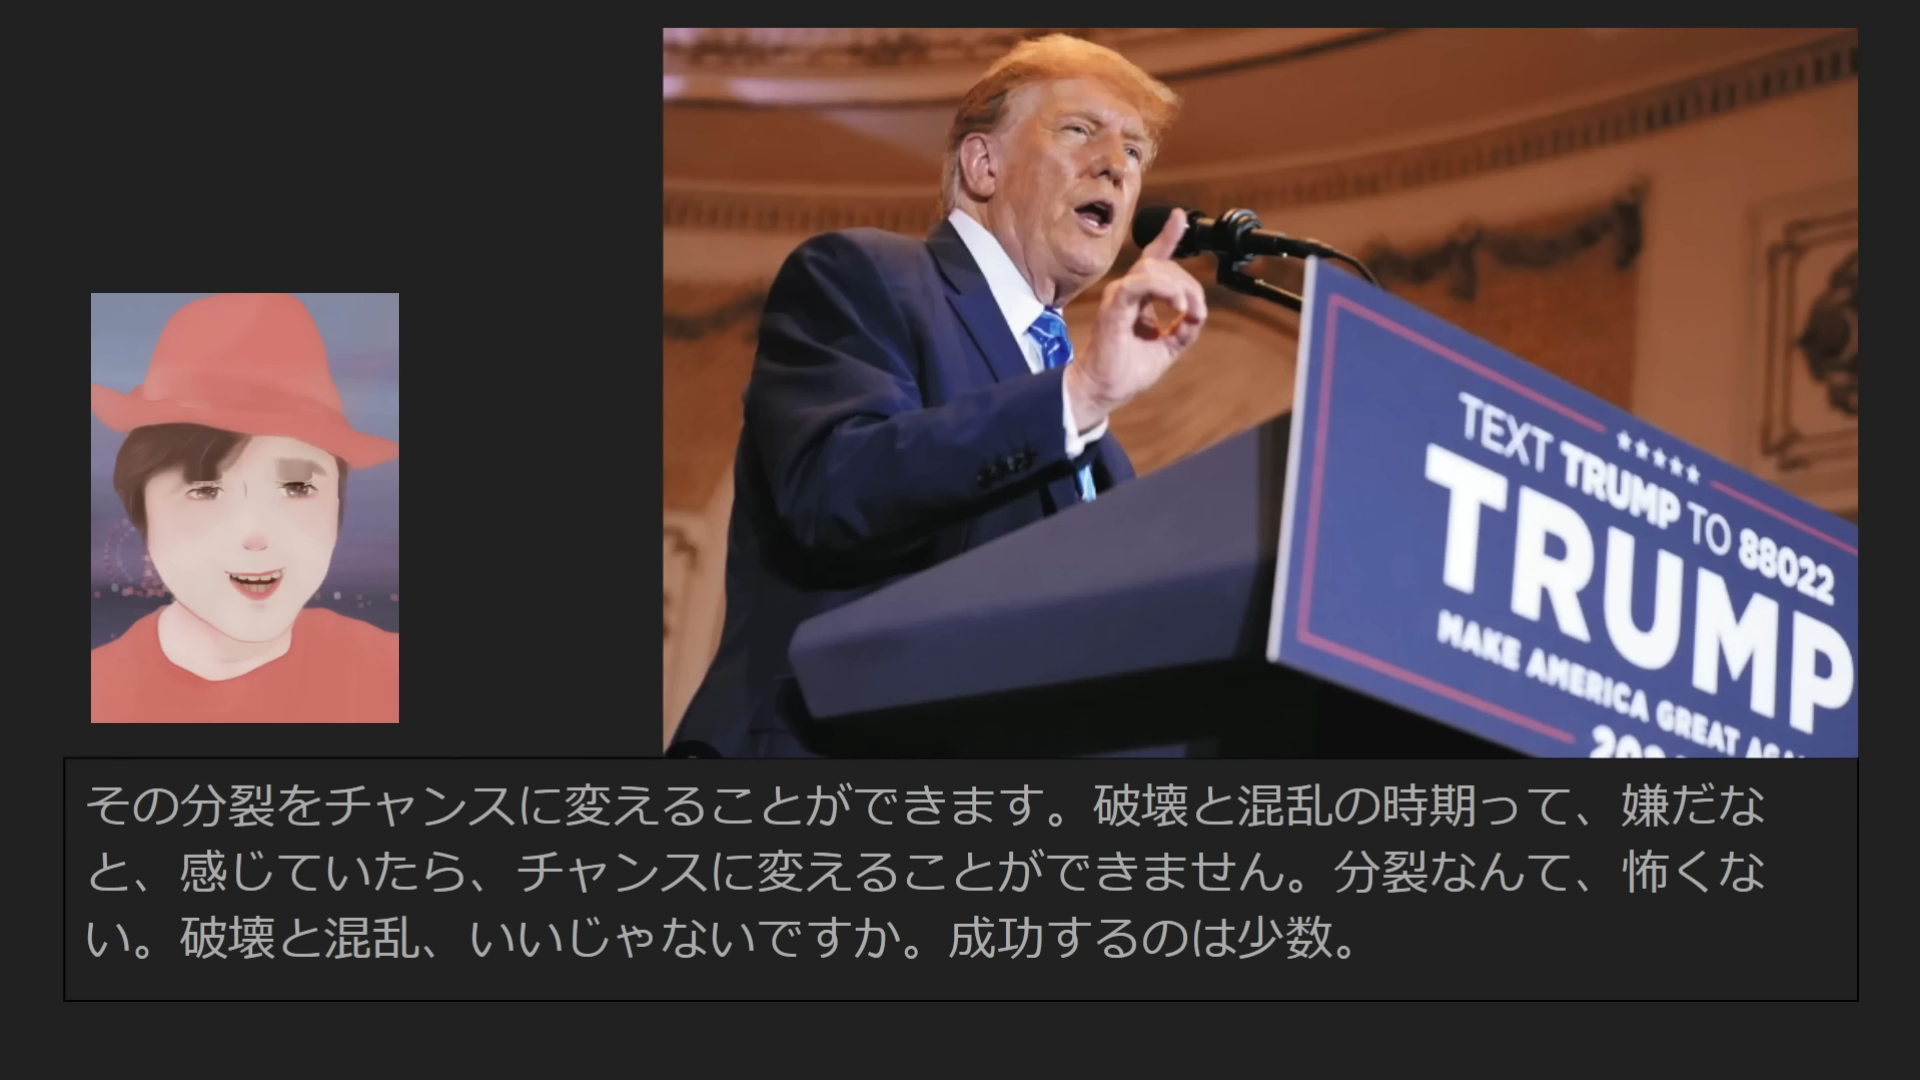 TEXT TRUMP TO 88022
TRUMP
MAKE AMERICA GREAT
その分裂をチャンスに変えることができます。破壊と混乱の時期って、嫌だな
と、感じていたら、チャンスに変えることができません。分裂なんて、怖くな
い。破壊と混乱、いいじゃないですか。成功するのは少数。